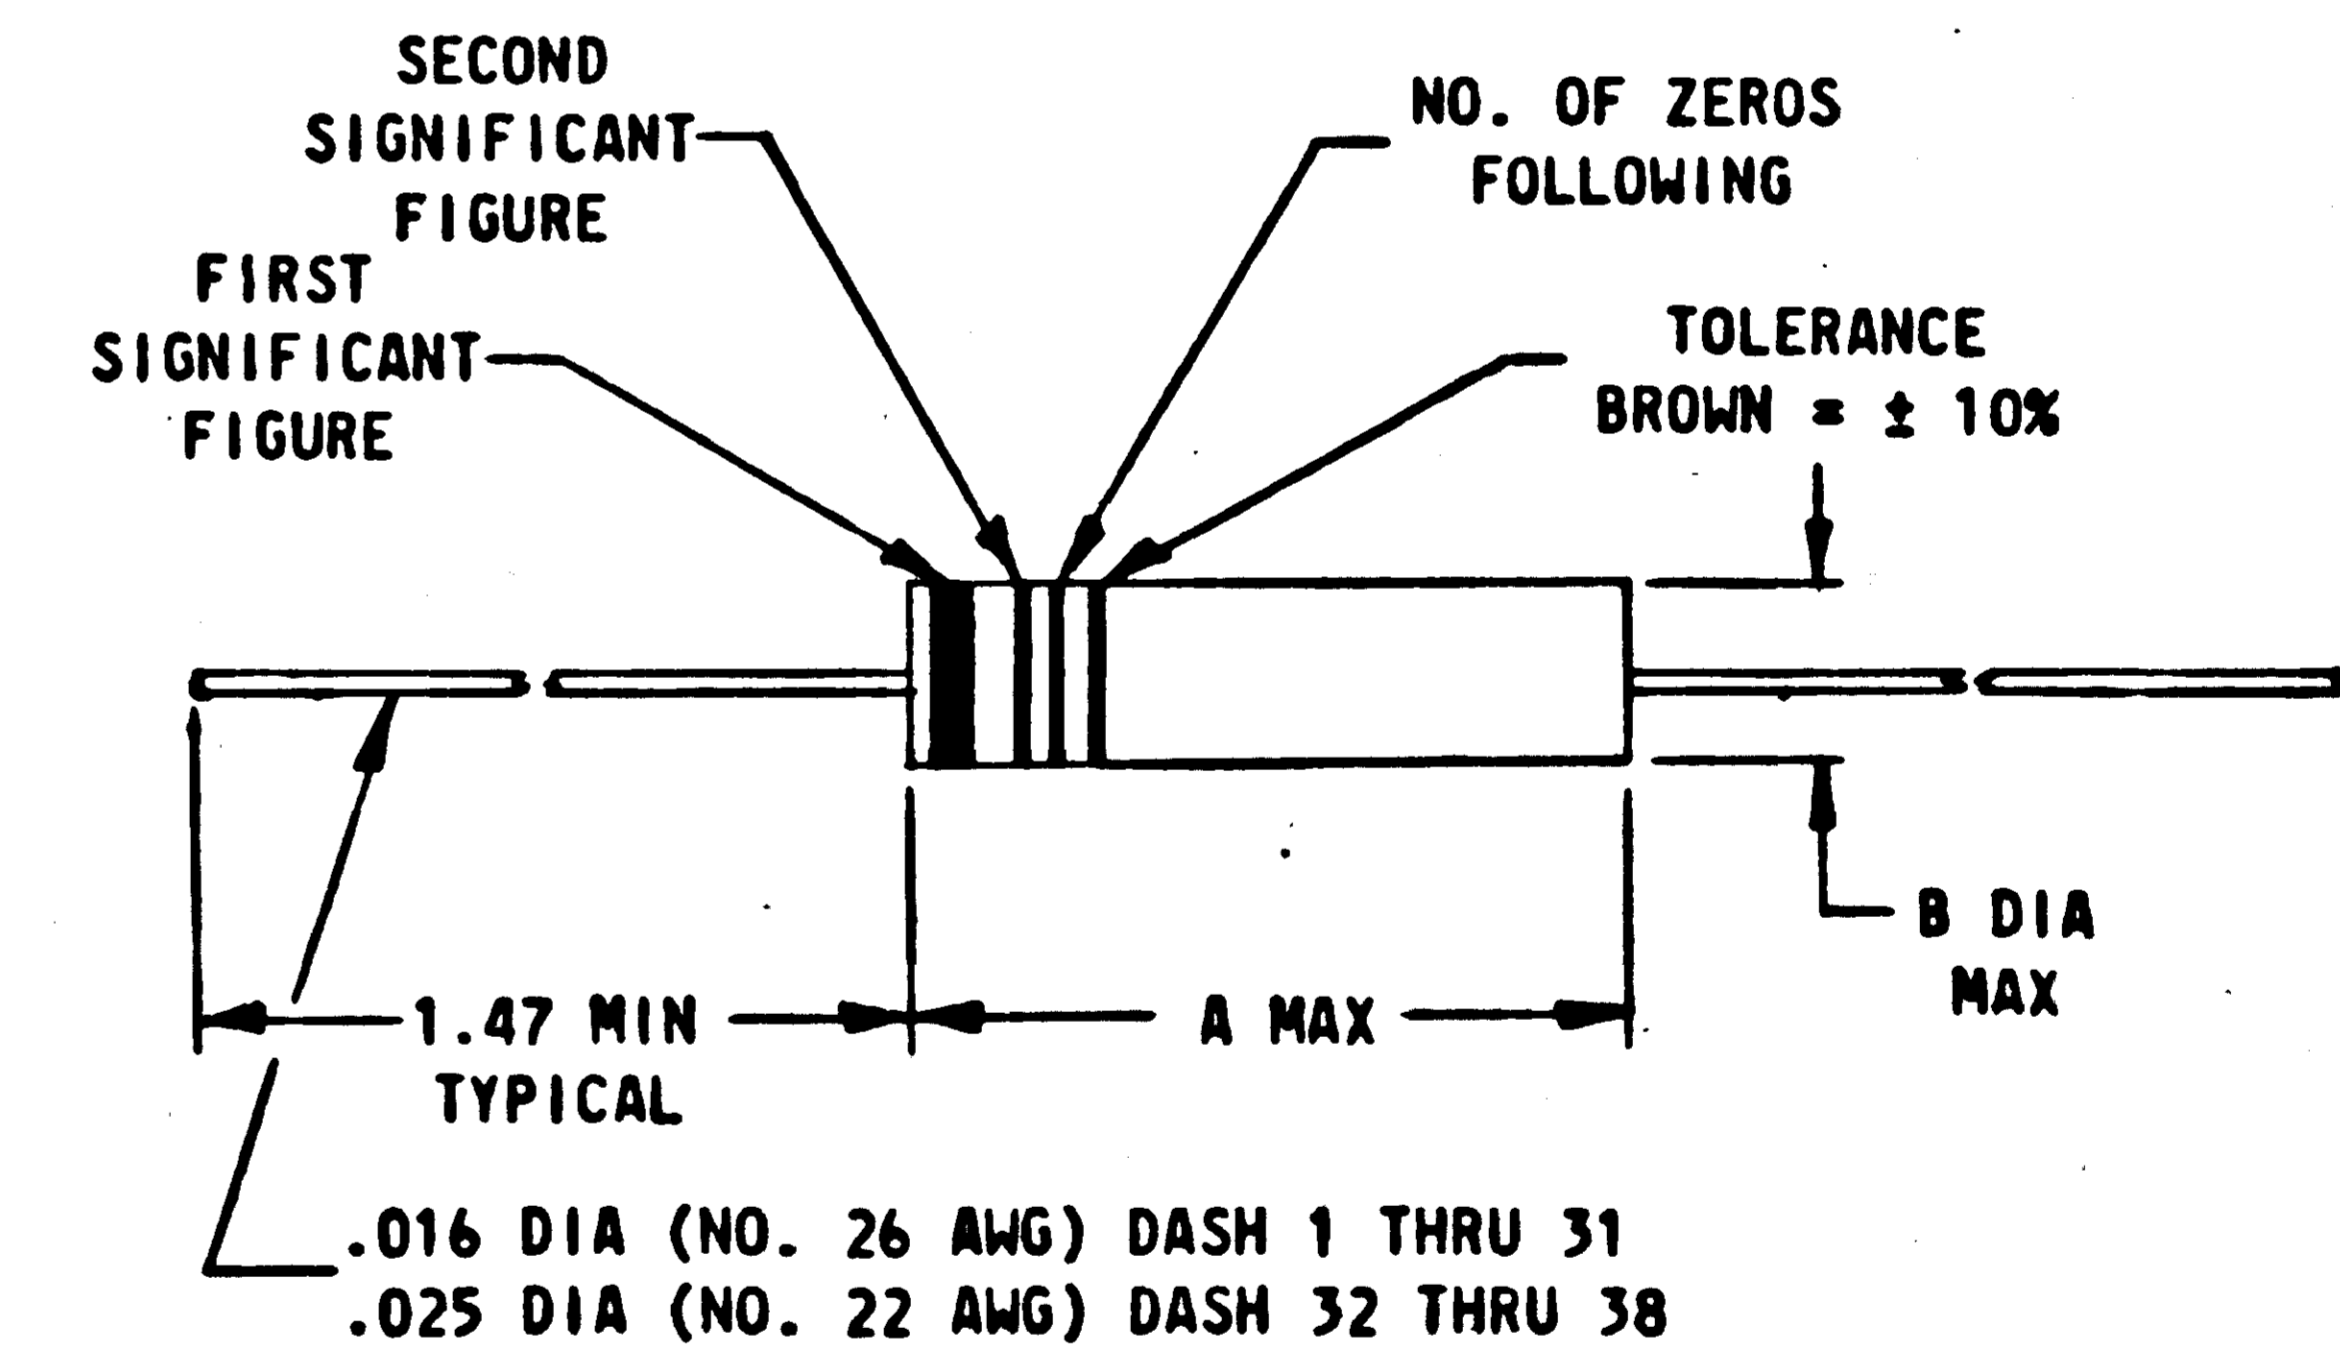 SECOND
SIGNIFICANT
FIGURE
NO. OF ZEROS
FOLLOWING
FIRST
SIGNIFICANT
FIGURE
TOLERANCE
BROWN = ± 10%
B DIA
MAX
1.47 MIN
TYPICAL
A MAX
.016 DIA (NO. 26 AWG) DASH 1 THRU 31
.025 DIA (NO. 22 AWG) DASH 32 THRU 38